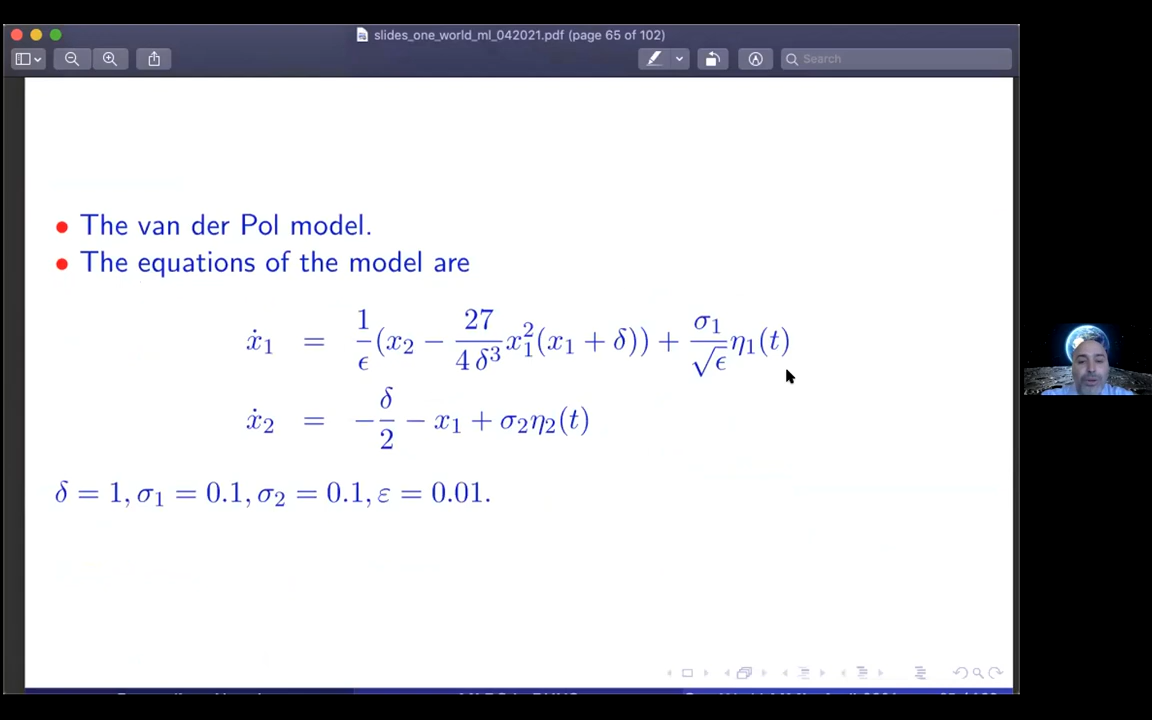 slides_one_world_ml_042021.pdf (page 65 of 102)
Search
• The van der Pol model.
• The equations of the model are
ẋ₁ = 1/ϵ (x₂ − 27/(4 δ³) x₁²(x₁ + δ)) + σ₁/√ϵ η₁(t)
ẋ₂ = −δ/2 − x₁ + σ₂η₂(t)
δ = 1, σ₁ = 0.1, σ₂ = 0.1, ε = 0.01.